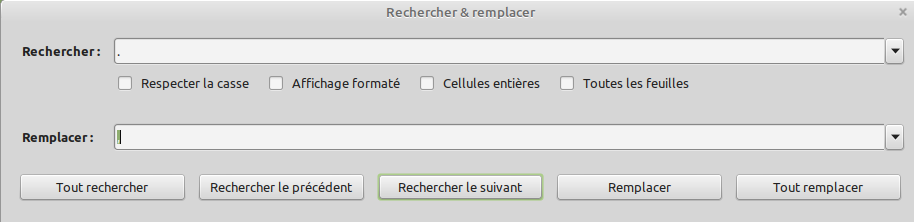 Rechercher & remplacer
Rechercher : .
Respecter la casse Affichage formaté Cellules entières Toutes les feuilles
Remplacer :
Tout rechercher Rechercher le précédent Rechercher le suivant Remplacer Tout remplacer